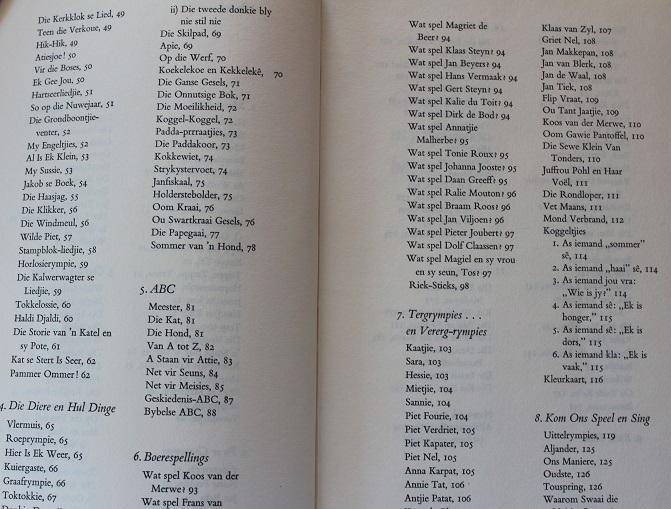 Die Kerkklok se Lied, 49
Teen die Verkoue, 49
Hik-Hik, 49
Atiesjoe! 50
Vir die Boses, 50
Ek Gee Jou, 50
Hartseerliedjie, 51
So op die Nuwejaar, 51
Die Grondboontjie-
venter, 52
My Engeltjies, 52
Al Is Ek Klein, 53
My Sussie, 53
Jakob se Boek, 54
Die Haasjag, 55
Die Klikker, 56
Die Windmeul, 56
Wilde Piet, 57
Stampblok-liedjie, 58
Horlosierympie, 59
Die Kalwerwagter se
Liedjie, 59
Tokkelossie, 60
Haldi Djaldi, 60
Die Storie van 'n Katel en
sy Pote, 61
Kat se Stert Is Seer, 62
Pammer Ommer! 62
4. Die Diere en Hul Dinge
Vlermuis, 65
Roeprympie, 65
Hier Is Ek Weer, 65
Kuiergaste, 66
Graafrympie, 66
Toktokkie, 67
ii) Die tweede donkie bly
nie stil nie
Die Skilpad, 69
Apie, 69
Op die Werf, 70
Koekelekoe en Kekkelekê, 70
Die Ganse Gesels, 71
Die Onnutsige Bok, 71
Die Moeilikheid, 72
Koggel-Koggel, 72
Padda-prrraatjies, 73
Die Paddakoor, 73
Kokkewiet, 74
Strykystervoet, 74
Janfiskaal, 75
Holderstebolder, 75
Oom Kraai, 76
Ou Swartkraai Gesels, 76
Die Papegaai, 77
Sommer van 'n Hond, 78
5. ABC
Meester, 81
Die Kat, 81
Die Hond, 81
Van A tot Z, 82
A Staan vir Attie, 83
Net vir Seuns, 84
Net vir Meisies, 85
Geskiedenis-ABC, 87
Bybelse ABC, 88
6. Boerespellings
Wat spel Koos van der
Merwe? 93
Wat spel Frans van
Wat spel Magriet de
Beer? 94
Wat spel Klaas Steyn? 94
Wat spel Jan Beyers? 94
Wat spel Hans Vermaak? 94
Wat spel Gert Steyn? 94
Wat spel Kalie du Toit? 94
Wat spel Dirk de Bod? 94
Wat spel Annatjie
Malherbe? 95
Wat spel Tonie Roux? 95
Wat spel Johanna Jooste? 95
Wat spel Daan Greeff? 95
Wat spel Ralie Mouton? 96
Wat spel Braam Roos? 96
Wat spel Jan Viljoen? 96
Wat spel Pieter Joubert? 97
Wat spel Dolf Claassen? 97
Wat spel Magiel en sy vrou
en sy seun, Tos? 97
Riek-Stieks, 98
7. Tergrympies . . .
en Vererg-rympies
Kaatjie, 103
Sara, 103
Hessie, 103
Mietjie, 104
Sannie, 104
Piet Fourie, 104
Piet Verdriet, 105
Piet Kapater, 105
Piet Nel, 105
Anna Karpat, 105
Annie Tat, 106
Antjie Patat, 106
Klaas van Zyl, 107
Griet Nel, 108
Jan Makkepan, 108
Jan van Blerk, 108
Jan de Waal, 108
Jan Tiek, 108
Flip Vraat, 109
Ou Tant Jaatjie, 109
Koos van der Merwe, 110
Oom Gawie Pantoffel, 110
Die Sewe Klein Van
Tonders, 110
Juffrou Pohl en Haar
Voël, 111
Die Rondloper, 111
Vet Maans, 111
Mond Verbrand, 112
Koggeltjies
1. As iemand „sommer"
sê, 114
2. As iemand „haai" sê, 114
3. As iemand jou vra:
„Wie is jy?" 114
4. As iemand sê: „Ek is
honger," 115
5. As iemand sê: „Ek is
dors," 115
6. As iemand kla: „Ek is
vaak," 115
Kleurkaart, 116
8. Kom Ons Speel en Sing
Uittelrympies, 119
Aljander, 125
Ons Maniere, 125
Oudste, 126
Touspring, 126
Waarom Swaai die